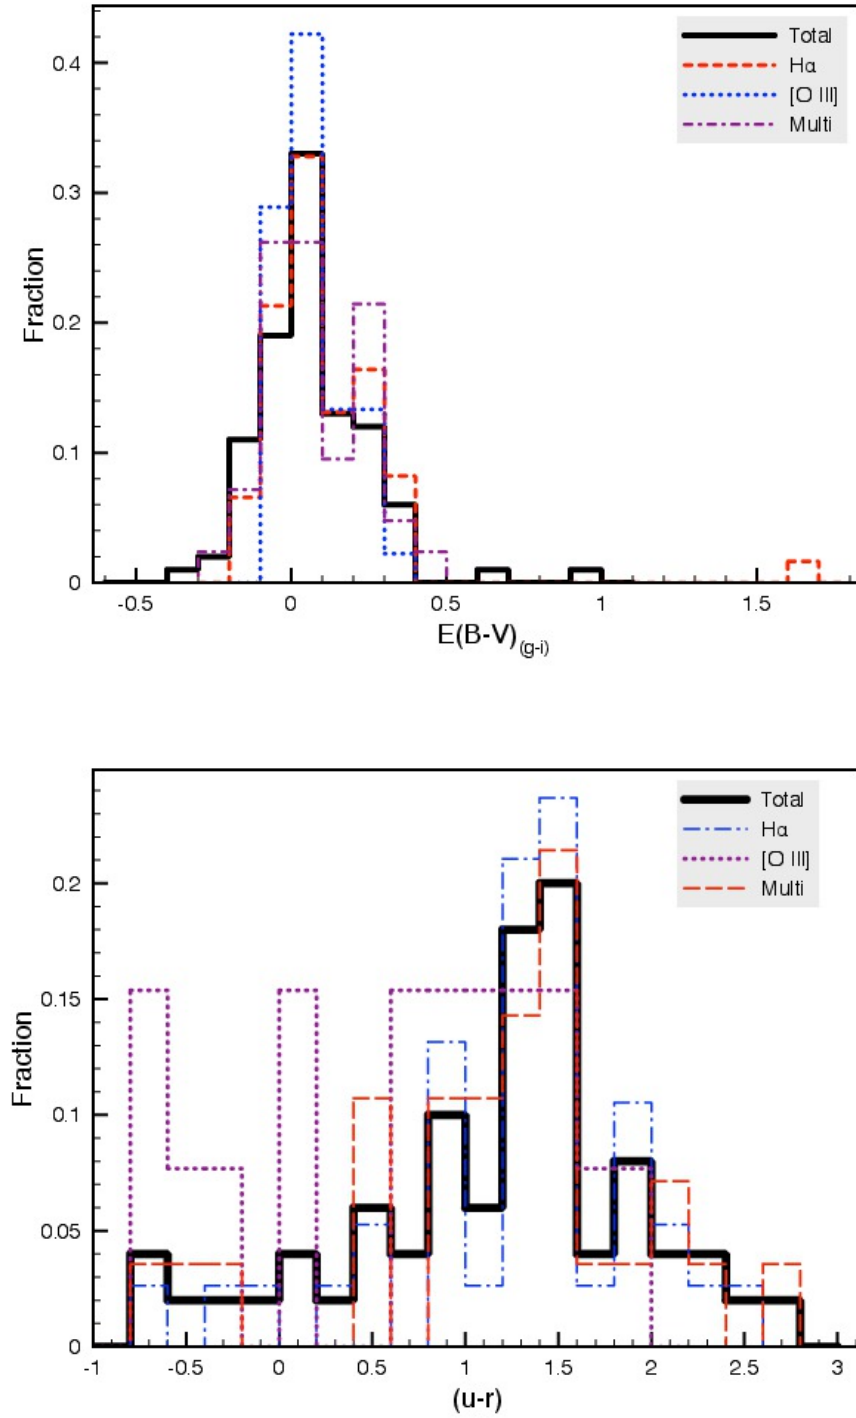 Total
Hα
[O III]
Multi
0.4
0.3
0.2
0.1
0
Fraction
-0.5 0 0.5 1 1.5
E(B-V)(g-i)
Total
Hα
[O III]
Multi
0.2
0.15
0.1
0.05
0
Fraction
-1 -0.5 0 0.5 1 1.5 2 2.5 3
(u-r)